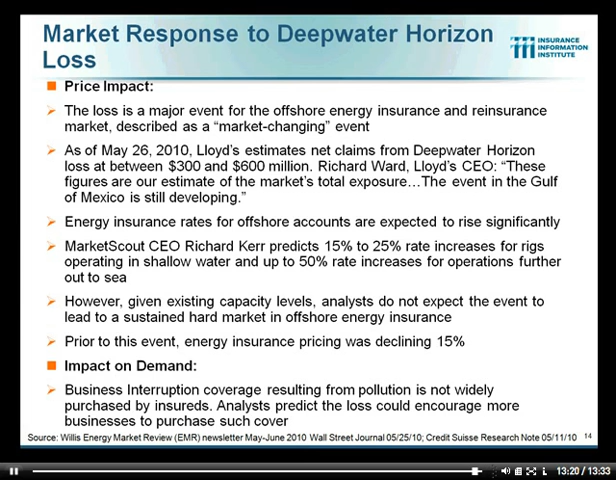 Market Response to Deepwater Horizon
Loss
INSURANCE
INFORMATION
INSTITUTE
Price Impact:
The loss is a major event for the offshore energy insurance and reinsurance
market, described as a “market-changing” event
As of May 26, 2010, Lloyd’s estimates net claims from Deepwater Horizon
loss at between $300 and $600 million. Richard Ward, Lloyd’s CEO: “These
figures are our estimate of the market’s total exposure…The event in the Gulf
of Mexico is still developing.”
Energy insurance rates for offshore accounts are expected to rise significantly
MarketScout CEO Richard Kerr predicts 15% to 25% rate increases for rigs
operating in shallow water and up to 50% rate increases for operations further
out to sea
However, given existing capacity levels, analysts do not expect the event to
lead to a sustained hard market in offshore energy insurance
Prior to this event, energy insurance pricing was declining 15%
Impact on Demand:
Business Interruption coverage resulting from pollution is not widely
purchased by insureds. Analysts predict the loss could encourage more
businesses to purchase such cover
Source: Willis Energy Market Review (EMR) newsletter May-June 2010 Wall Street Journal 05/25/10; Credit Suisse Research Note 05/11/10 14
13:20 / 13:33